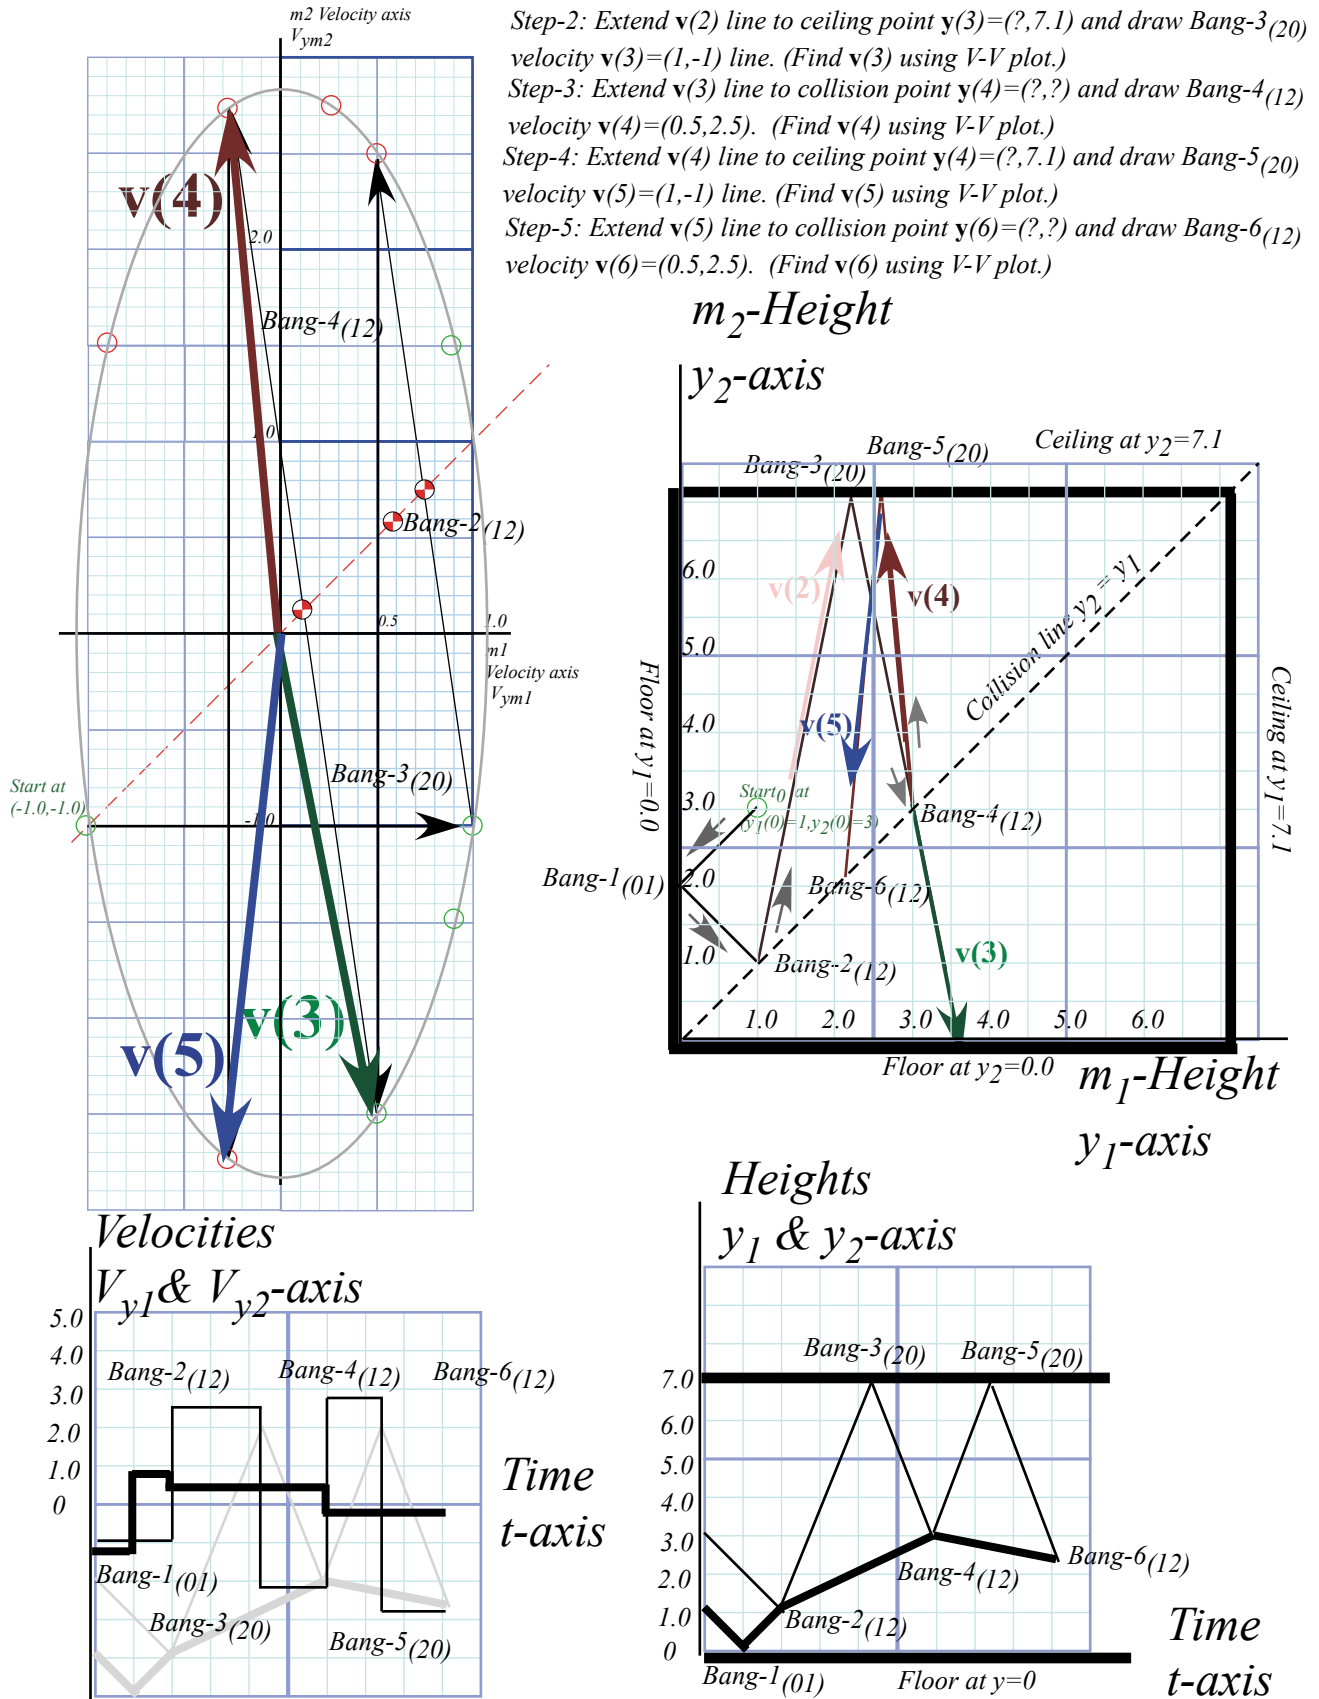 m2 Velocity axis
Vym2
Step-2: Extend v(2) line to ceiling point y(3)=(?,7.1) and draw Bang-3(20)
velocity v(3)=(1,-1) line. (Find v(3) using V-V plot.)
Step-3: Extend v(3) line to collision point y(4)=(?,?) and draw Bang-4(12)
velocity v(4)=(0.5,2.5). (Find v(4) using V-V plot.)
Step-4: Extend v(4) line to ceiling point y(4)=(?,7.1) and draw Bang-5(20)
velocity v(5)=(1,-1) line. (Find v(5) using V-V plot.)
Step-5: Extend v(5) line to collision point y(6)=(?,?) and draw Bang-6(12)
velocity v(6)=(0.5,2.5). (Find v(6) using V-V plot.)
v(4)
2.0
Bang-4(12)
1.0
Bang-2(12)
0.5
1.0
m1
Velocity axis
Vym1
Bang-3(20)
Start at
(-1.0,-1.0)
-1.0
v(3)
v(5)
m2-Height
y2-axis
Bang-5(20)
Ceiling at y2=7.1
Bang-3(20)
6.0
v(2)
v(4)
Collision line y2 = y1
5.0
Floor at y1=0.0
Ceiling at y1=7.1
4.0
v(5)
Start0 at
(y1(0)=1,y2(0)=3)
3.0
Bang-4(12)
Bang-1(01)
2.0
Bang-6(12)
1.0
Bang-2(12)
v(3)
1.0 2.0 3.0 4.0 5.0 6.0
Floor at y2=0.0
m1-Height
y1-axis
Velocities
Vy1& Vy2-axis
5.0
4.0
3.0
2.0
1.0
0
Bang-2(12)
Bang-4(12)
Bang-6(12)
Time
t-axis
Bang-1(01)
Bang-3(20)
Bang-5(20)
Heights
y1 & y2-axis
Bang-3(20)
Bang-5(20)
7.0
6.0
5.0
4.0
3.0
2.0
1.0
0
Bang-6(12)
Bang-4(12)
Bang-2(12)
Bang-1(01)
Floor at y=0
Time
t-axis